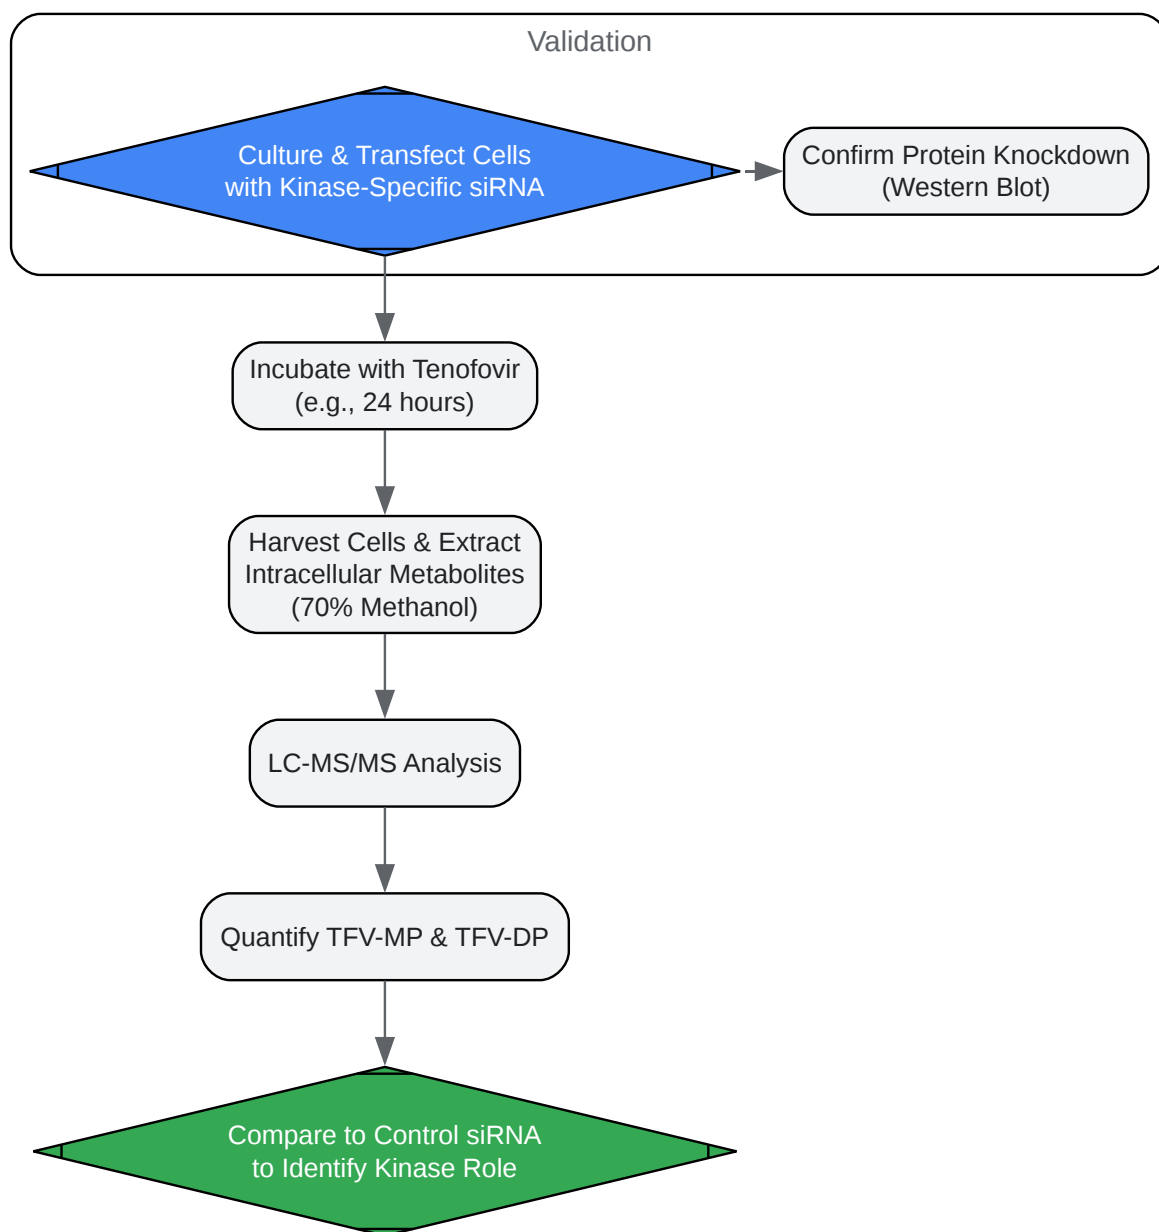 Validation
Culture & Transfect Cells
with Kinase-Specific siRNA
Confirm Protein Knockdown
(Western Blot)
Incubate with Tenofovir
(e.g., 24 hours)
Harvest Cells & Extract
Intracellular Metabolites
(70% Methanol)
LC-MS/MS Analysis
Quantify TFV-MP & TFV-DP
Compare to Control siRNA
to Identify Kinase Role